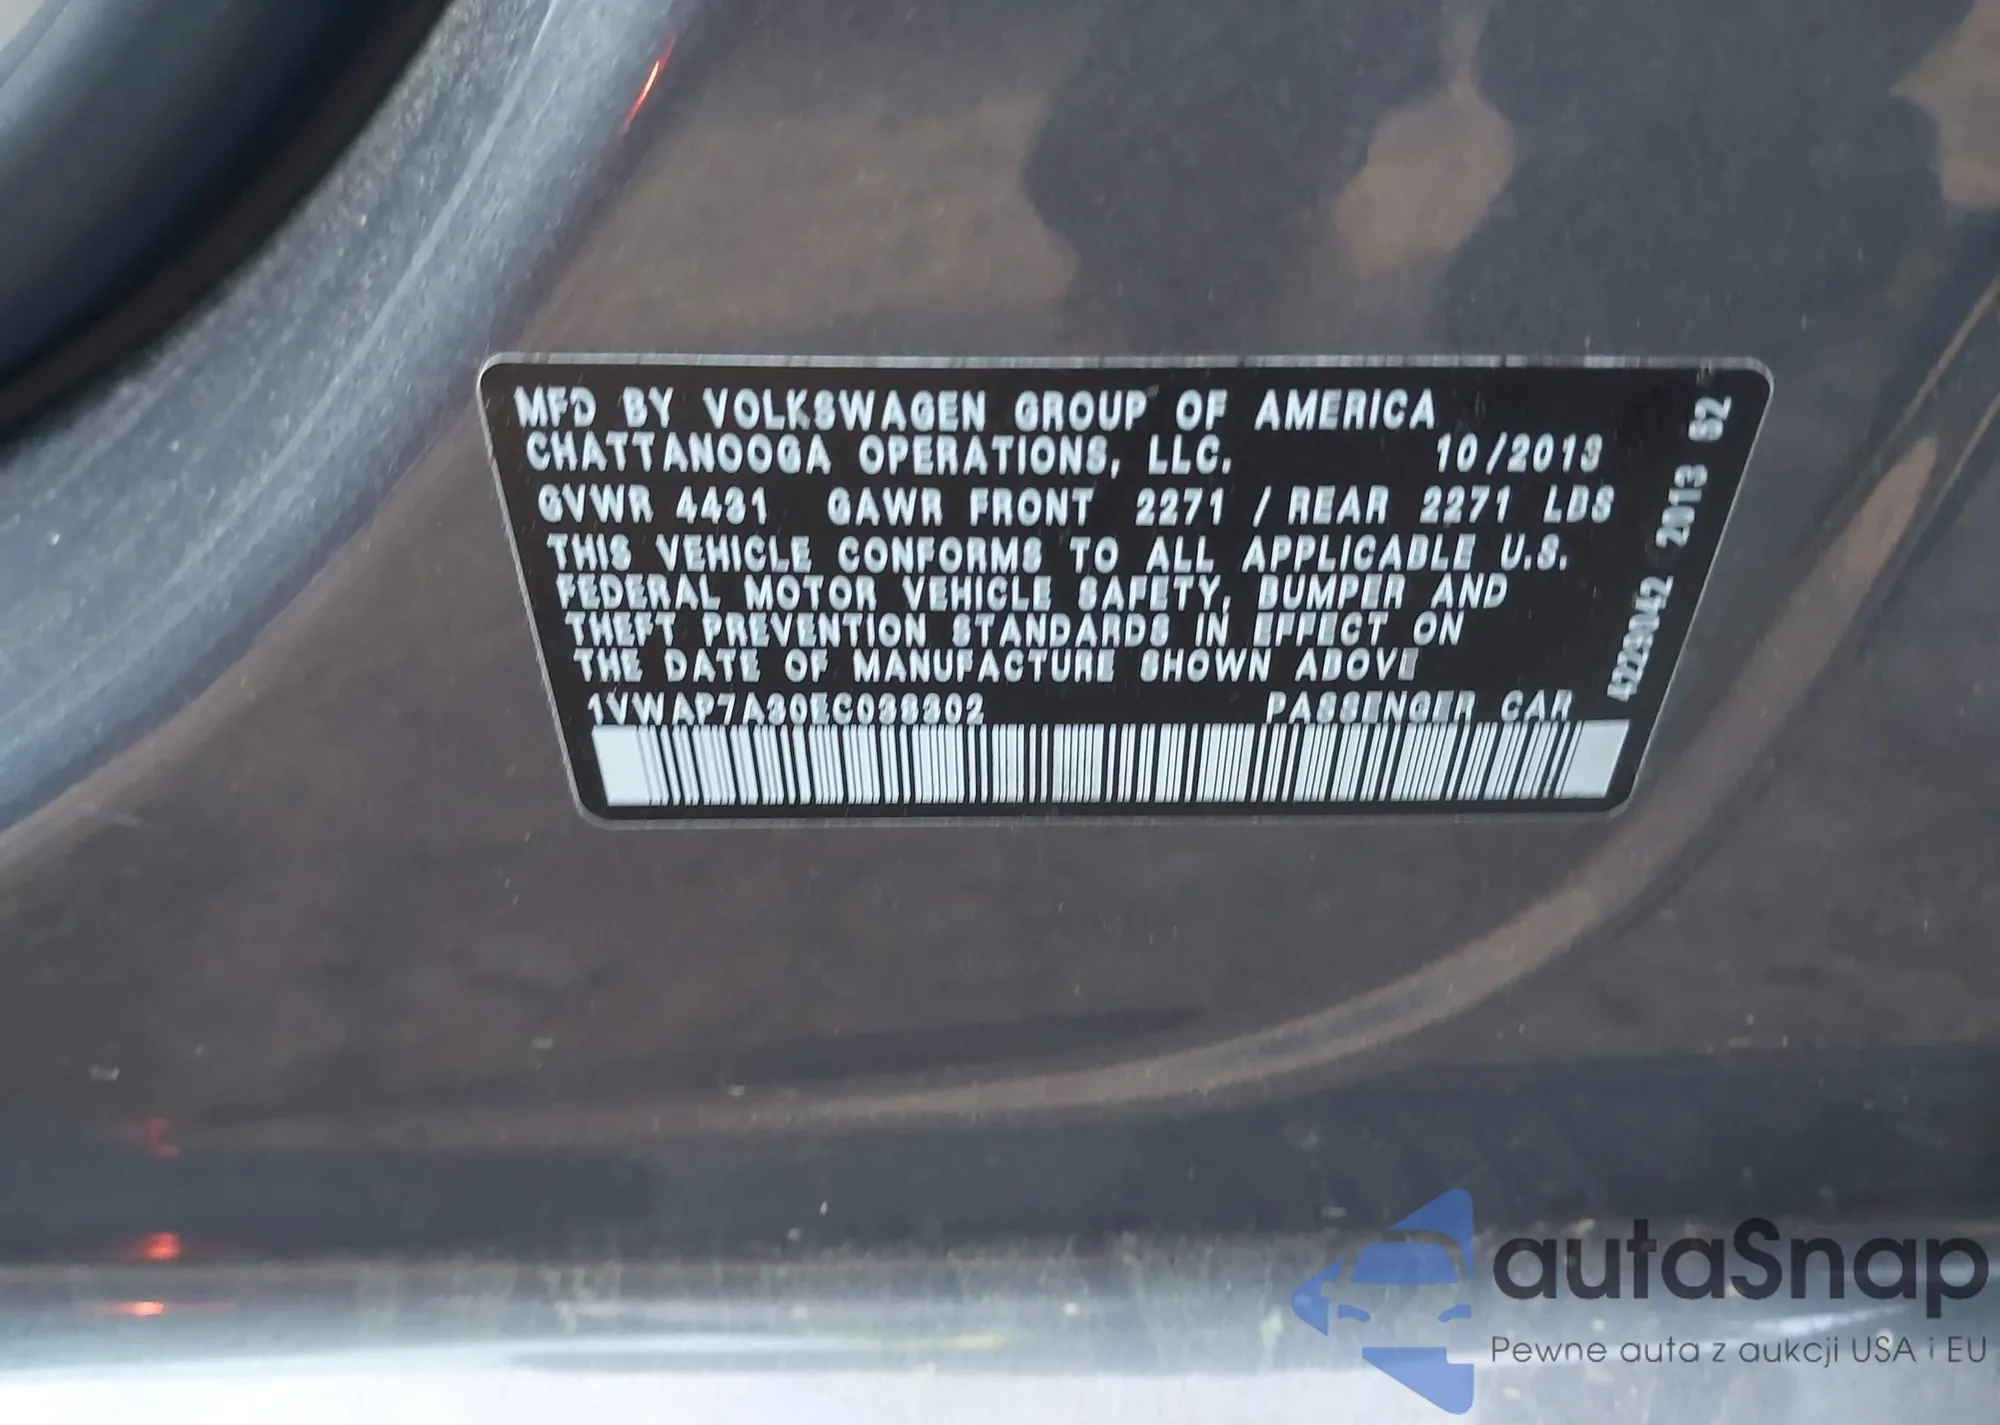 MFD BY VOLKSWAGEN GROUP OF AMERICA
CHATTANOOGA OPERATIONS, LLC. 10/2013
GVWR 4431 GAWR FRONT 2271 / REAR 2271 LBS
THIS VEHICLE CONFORMS TO ALL APPLICABLE U.S.
FEDERAL MOTOR VEHICLE SAFETY, BUMPER AND
THEFT PREVENTION STANDARDS IN EFFECT ON
THE DATE OF MANUFACTURE SHOWN ABOVE
PASSENGER CAR
2013
autaSnap
Pewne auta z aukcji USA i EU